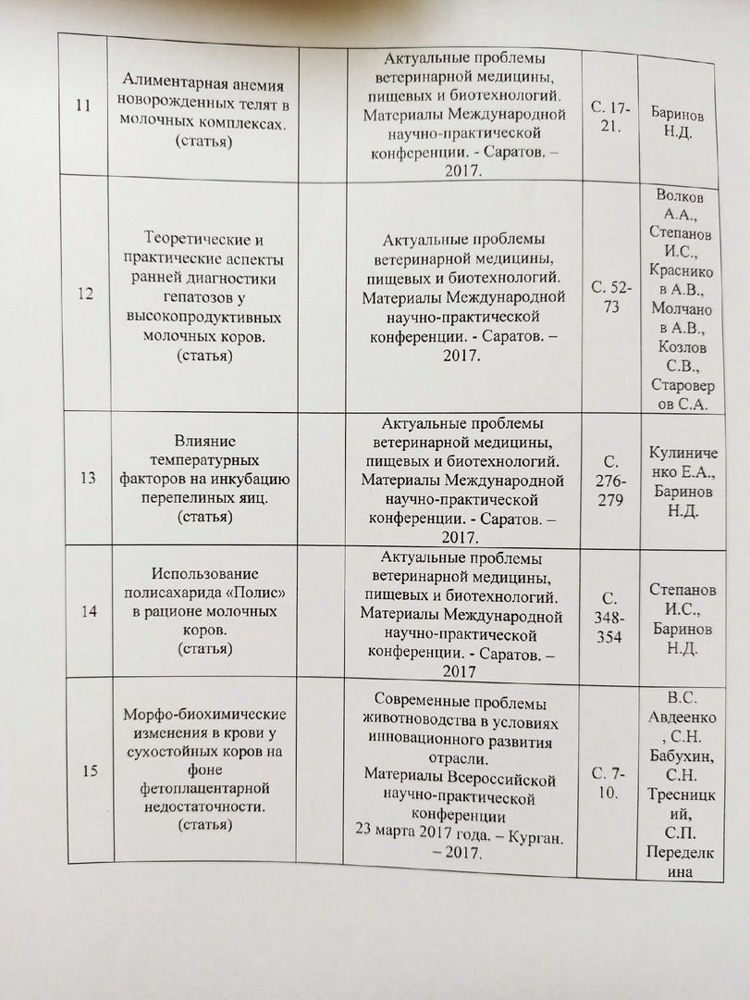 11
Алиментарная анемия
новорожденных телят в
молочных комплексах.
(статья)
Актуальные проблемы
ветеринарной медицины,
пищевых и биотехнологий.
Материалы Международной
научно-практической
конференции. - Саратов. –
2017.
С. 17-
21.
Баринов
Н.Д.
12
Теоретические и
практические аспекты
ранней диагностики
гепатозов у
высокопродуктивных
молочных коров.
(статья)
Актуальные проблемы
ветеринарной медицины,
пищевых и биотехнологий.
Материалы Международной
научно-практической
конференции. - Саратов. –
2017.
С. 52-
73
Волков
А.А.,
Степанов
И.С.,
Краснико
в А.В.,
Молчано
в А.В.,
Козлов
С.В.,
Старовер
ов С.А.
13
Влияние
температурных
факторов на инкубацию
перепелиных яиц.
(статья)
Актуальные проблемы
ветеринарной медицины,
пищевых и биотехнологий.
Материалы Международной
научно-практической
конференции. - Саратов. –
2017.
С.
276-
279
Кулиниче
нко Е.А.,
Баринов
Н.Д.
14
Использование
полисахарида «Полис»
в рационе молочных
коров.
(статья)
Актуальные проблемы
ветеринарной медицины,
пищевых и биотехнологий.
Материалы Международной
научно-практической
конференции. - Саратов. –
2017
С.
348-
354
Степанов
И.С.,
Баринов
Н.Д.
15
Морфо-биохимические
изменения в крови у
сухостойных коров на
фоне
фетоплацентарной
недостаточности.
(статья)
Современные проблемы
животноводства в условиях
инновационного развития
отрасли.
Материалы Всероссийской
научно-практической
конференции
23 марта 2017 года. – Курган.
– 2017.
С. 7-
10.
В.С.
Авдеенко
, С.Н.
Бабухин,
С.Н.
Тресницк
ий,
С.П.
Переделк
ина